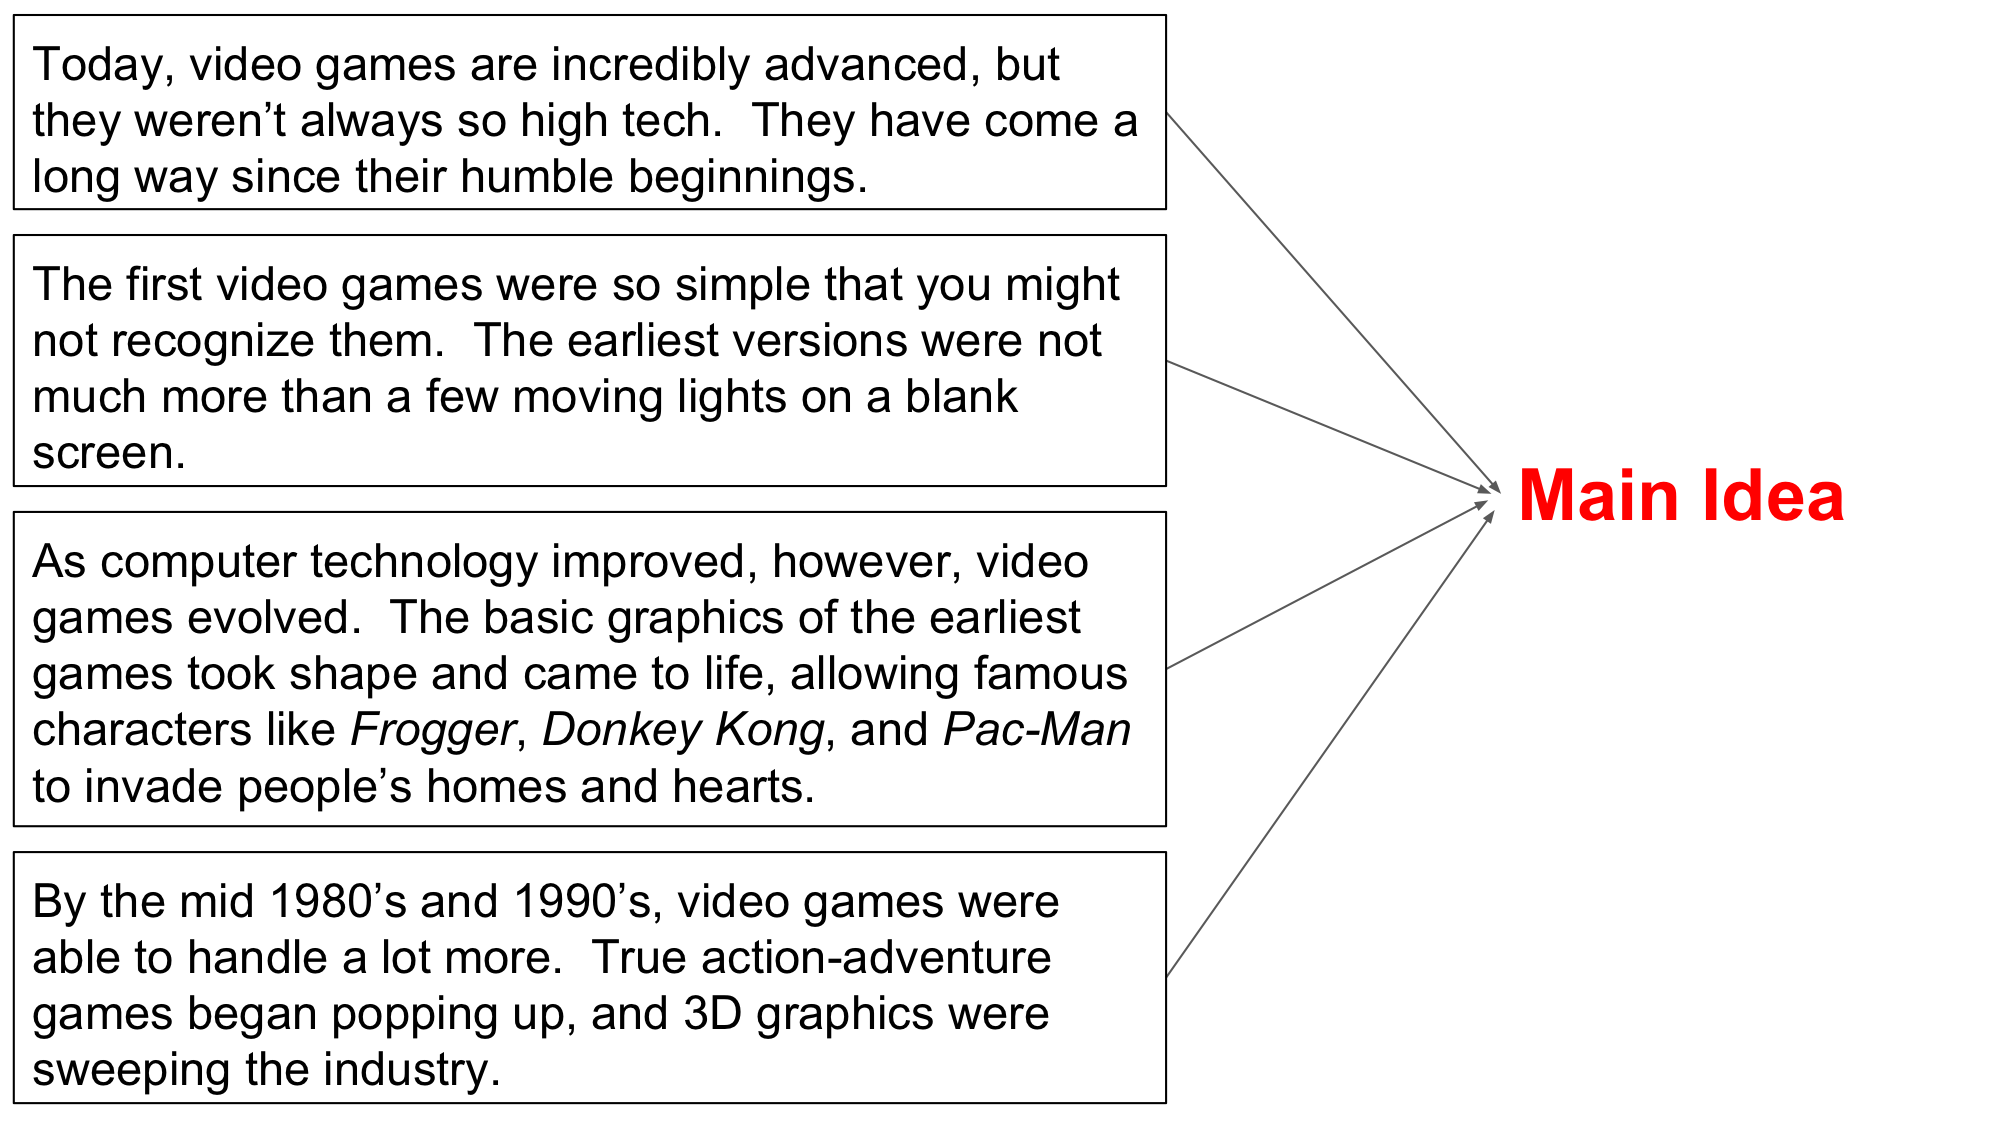 Today, video games are incredibly advanced, but
they weren’t always so high tech.  They have come a
long way since their humble beginnings.
The first video games were so simple that you might
not recognize them.  The earliest versions were not
much more than a few moving lights on a blank
screen.
As computer technology improved, however, video
games evolved.  The basic graphics of the earliest
games took shape and came to life, allowing famous
characters like Frogger, Donkey Kong, and Pac-Man
to invade people’s homes and hearts.
By the mid 1980’s and 1990’s, video games were
able to handle a lot more.  True action-adventure
games began popping up, and 3D graphics were
sweeping the industry.
Main Idea